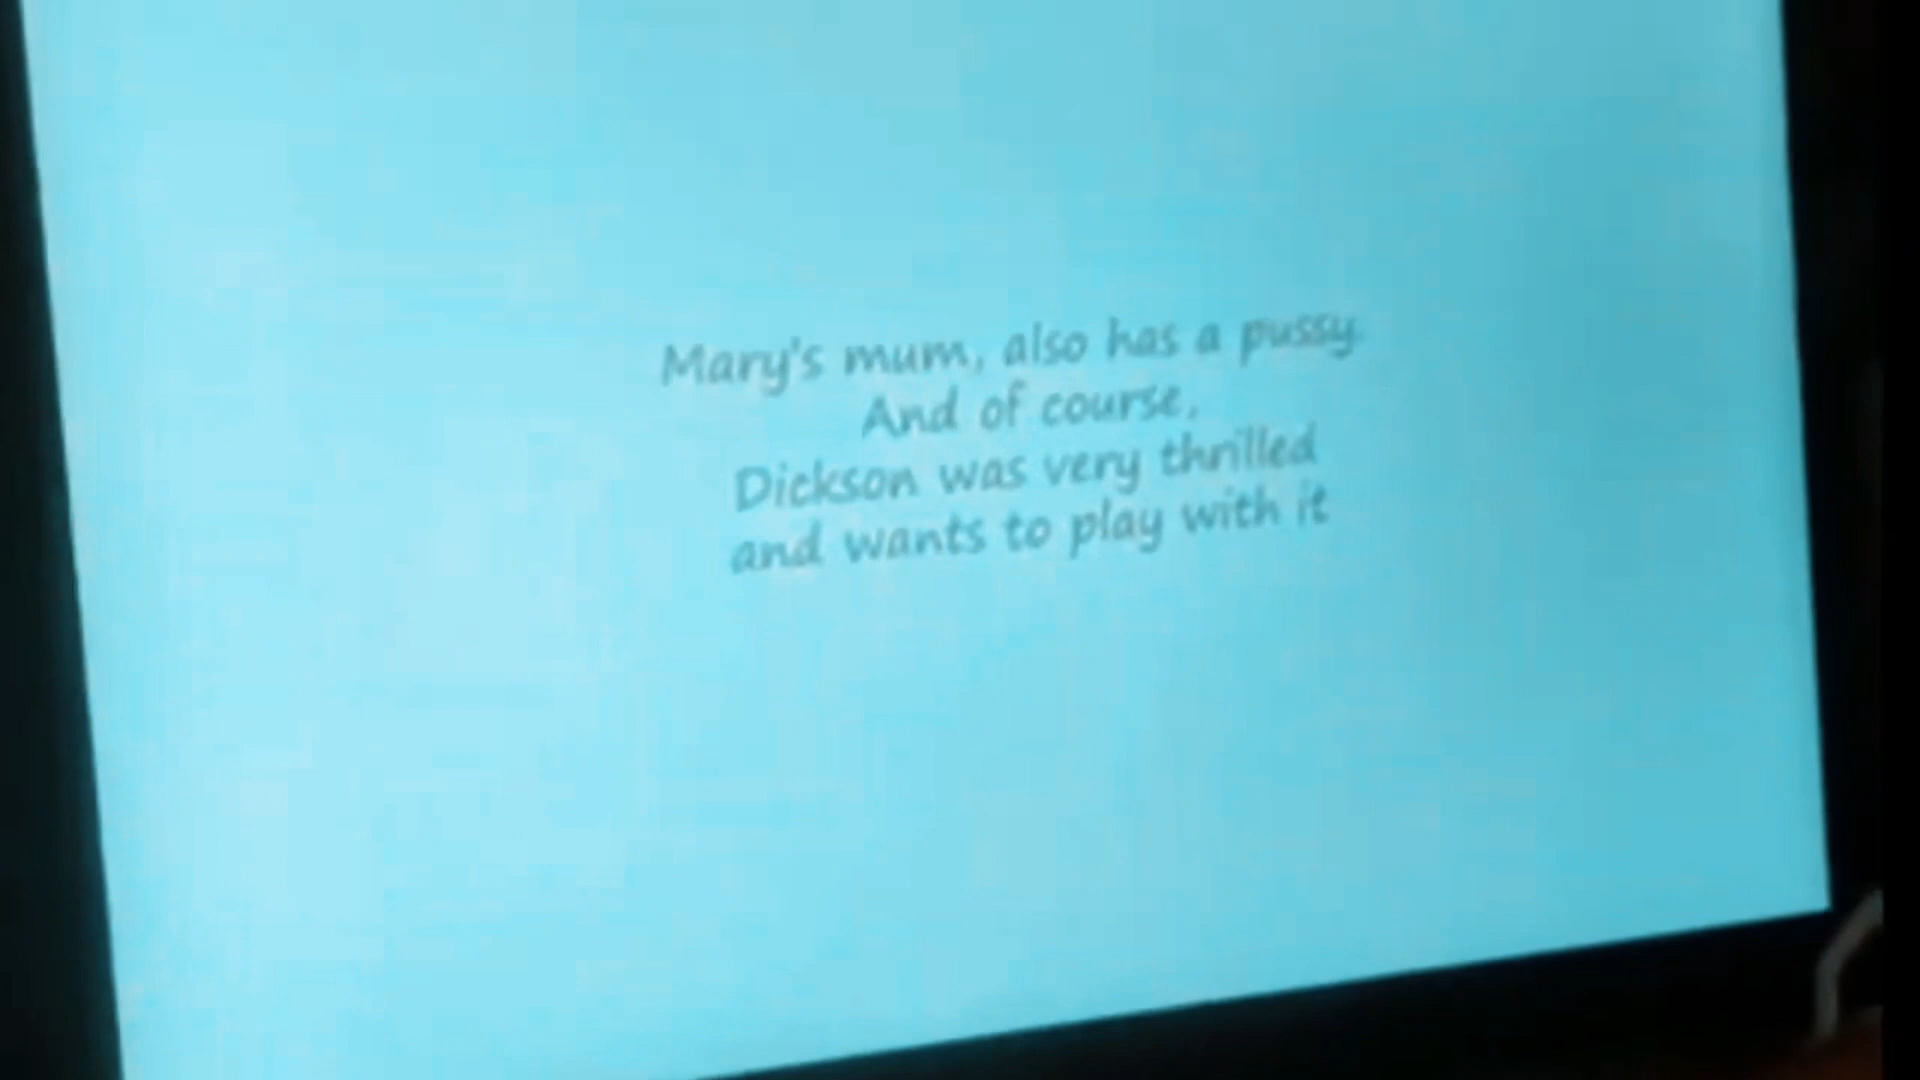 Mary's mum, also has a pussy
And of course,
Dickson was very thrilled
and wants to play with it